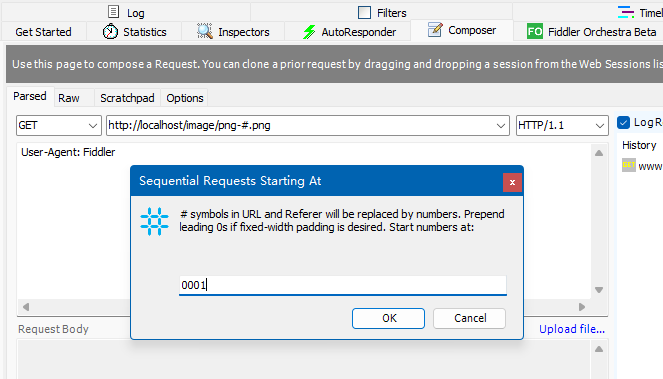 Log
Filters
Timel
Get Started
Statistics
Inspectors
AutoResponder
Composer
FO
Fiddler Orchestra Beta
Use this page to compose a Request. You can clone a prior request by dragging and dropping a session from the Web Sessions lis
Parsed
Raw
Scratchpad
Options
GET
http://localhost/image/png-#.png
HTTP/1.1
Log R
User-Agent: Fiddler
History
GET
www
Sequential Requests Starting At
# symbols in URL and Referer will be replaced by numbers. Prepend
leading 0s if fixed-width padding is desired. Start numbers at:
0001
OK
Cancel
Request Body
Upload file...